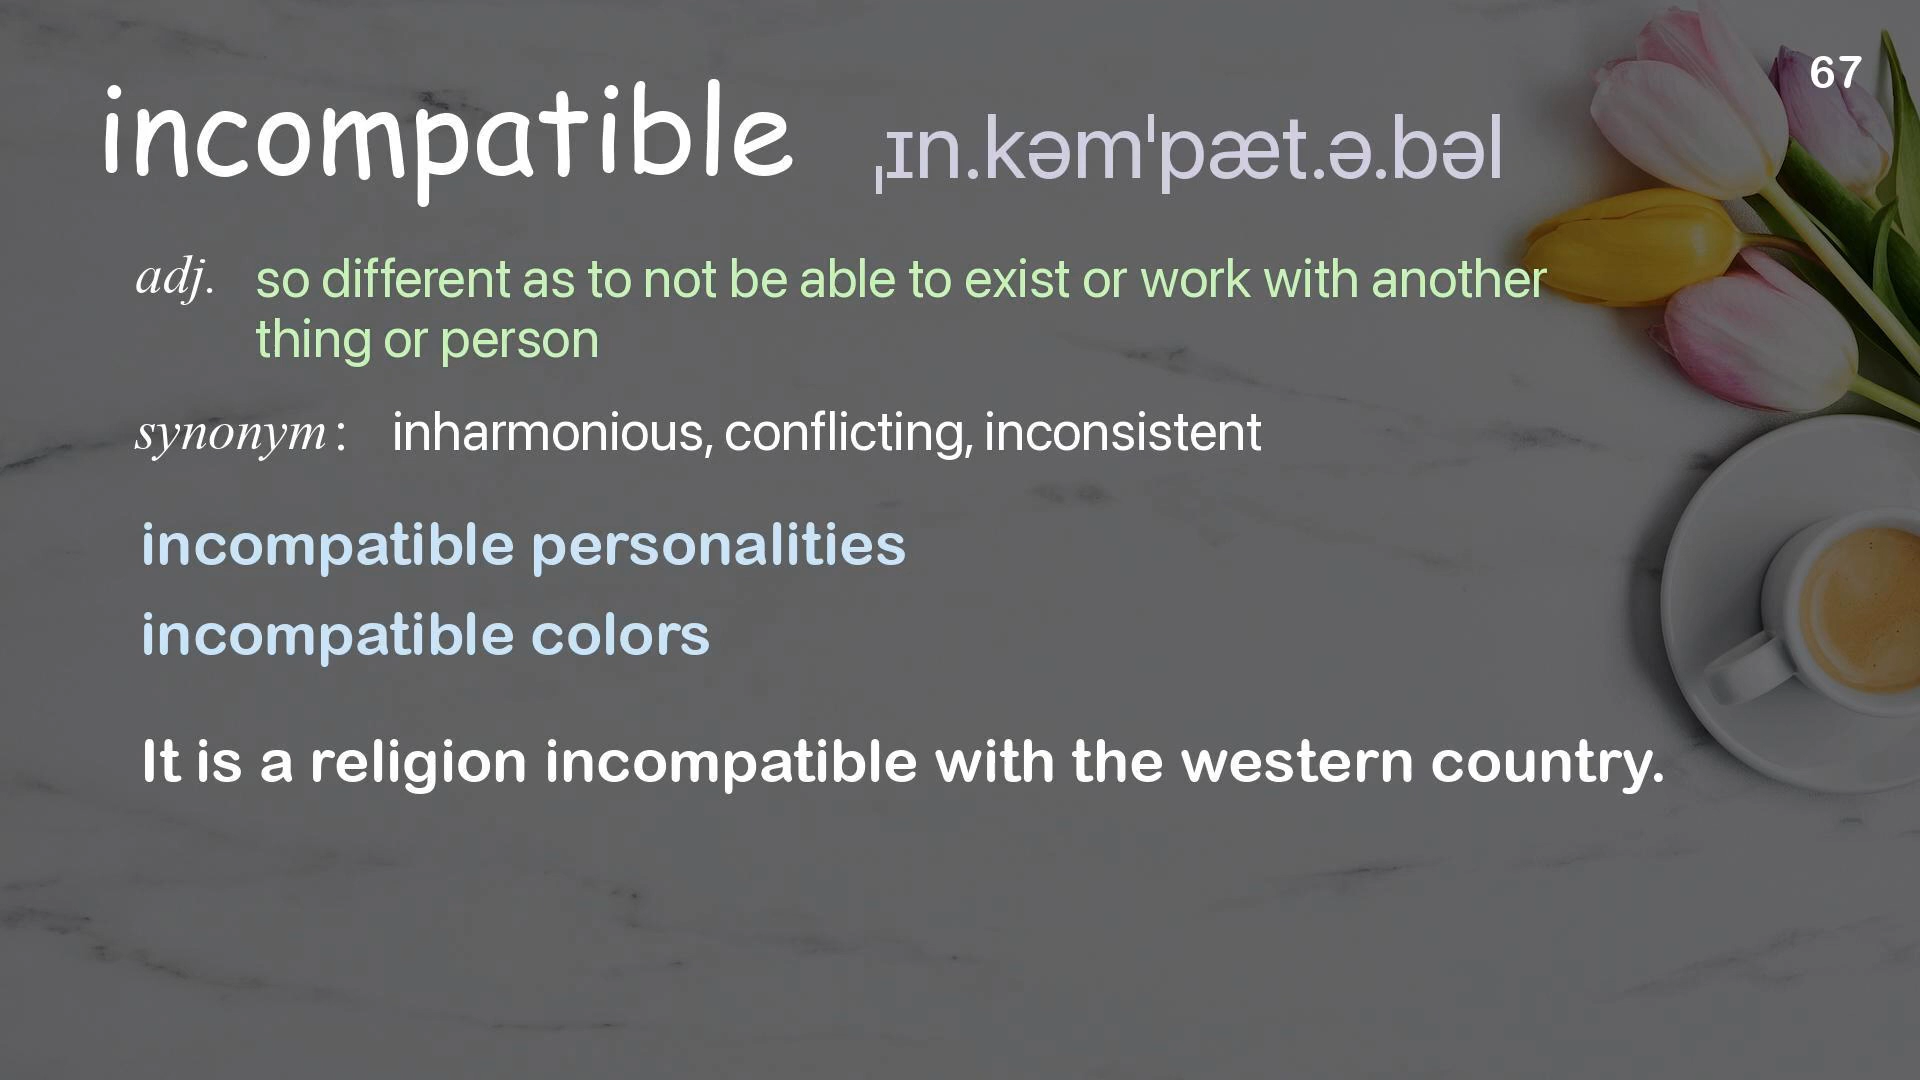 67
incompatible ˌɪn.kəmˈpæt.ə.bəl
adj. so different as to not be able to exist or work with another
thing or person
synonym: inharmonious, conflicting, inconsistent
incompatible personalities
incompatible colors
It is a religion incompatible with the western country.